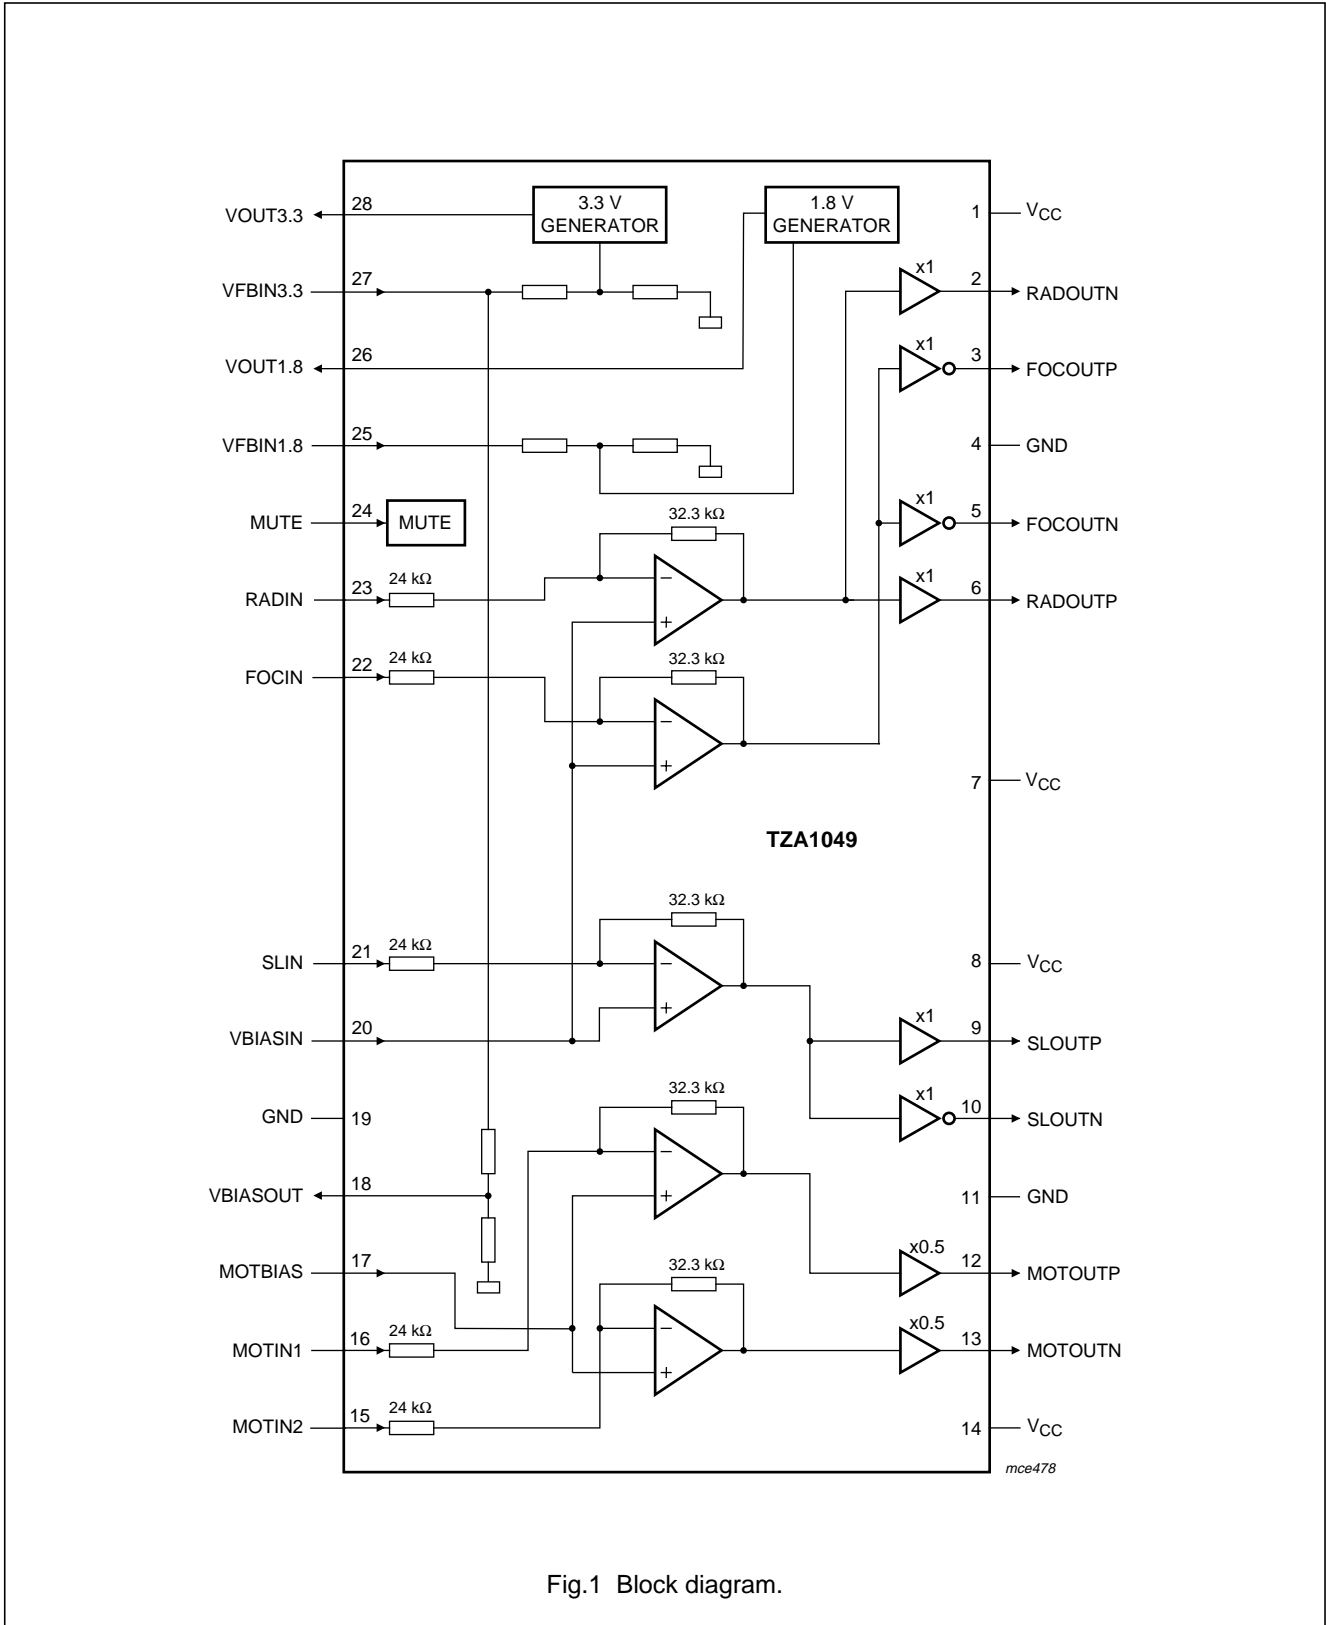 3.3 V
GENERATOR
1.8 V
GENERATOR
VOUT3.3
28
1
VCC
VFBIN3.3
27
x1
2
RADOUTN
VOUT1.8
26
x1
3
FOCOUTP
VFBIN1.8
25
4
GND
MUTE
24
MUTE
32.3 kΩ
x1
5
FOCOUTN
RADIN
23
24 kΩ
−
+
x1
6
RADOUTP
FOCIN
22
24 kΩ
32.3 kΩ
−
+
7
VCC
TZA1049
SLIN
21
24 kΩ
32.3 kΩ
−
+
8
VCC
VBIASIN
20
x1
9
SLOUTP
GND
19
32.3 kΩ
x1
10
SLOUTN
−
+
VBIASOUT
18
11
GND
MOTBIAS
17
32.3 kΩ
x0.5
12
MOTOUTP
MOTIN1
16
24 kΩ
−
+
x0.5
13
MOTOUTN
MOTIN2
15
24 kΩ
14
VCC
mce478
Fig.1 Block diagram.